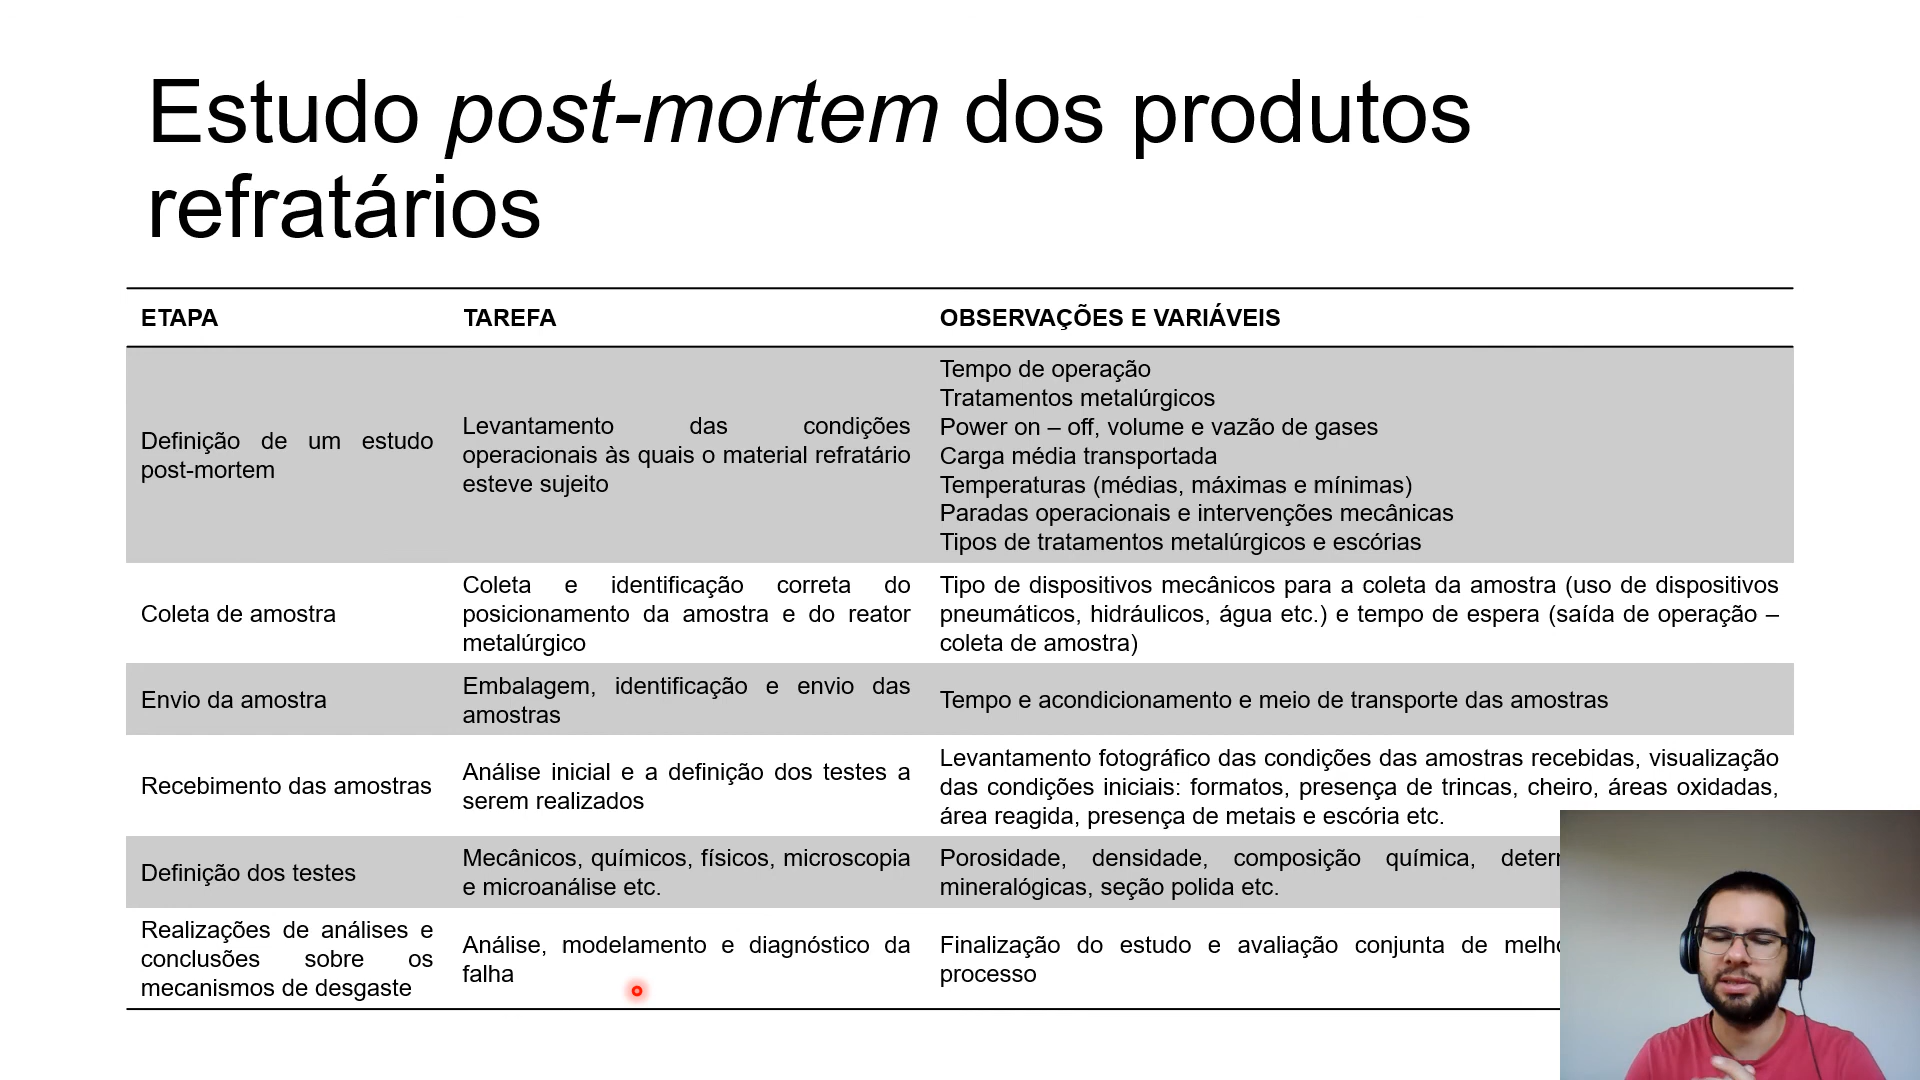 Estudo post-mortem dos produtos
refratários
ETAPA
TAREFA
OBSERVAÇÕES E VARIÁVEIS
Definição de um estudo
post-mortem
Levantamento das condições
operacionais às quais o material refratário
esteve sujeito
Tempo de operação
Tratamentos metalúrgicos
Power on – off, volume e vazão de gases
Carga média transportada
Temperaturas (médias, máximas e mínimas)
Paradas operacionais e intervenções mecânicas
Tipos de tratamentos metalúrgicos e escórias
Coleta de amostra
Coleta e identificação correta do
posicionamento da amostra e do reator
metalúrgico
Tipo de dispositivos mecânicos para a coleta da amostra (uso de dispositivos
pneumáticos, hidráulicos, água etc.) e tempo de espera (saída de operação –
coleta de amostra)
Envio da amostra
Embalagem, identificação e envio das
amostras
Tempo e acondicionamento e meio de transporte das amostras
Recebimento das amostras
Análise inicial e a definição dos testes a
serem realizados
Levantamento fotográfico das condições das amostras recebidas, visualização
das condições iniciais: formatos, presença de trincas, cheiro, áreas oxidadas,
área reagida, presença de metais e escória etc.
Definição dos testes
Mecânicos, químicos, físicos, microscopia
e microanálise etc.
Porosidade, densidade, composição química,
mineralógicas, seção polida etc.
Realizações de análises e
conclusões sobre os
mecanismos de desgaste
Análise, modelamento e diagnóstico da
falha
Finalização do estudo e avaliação conjunta de
processo